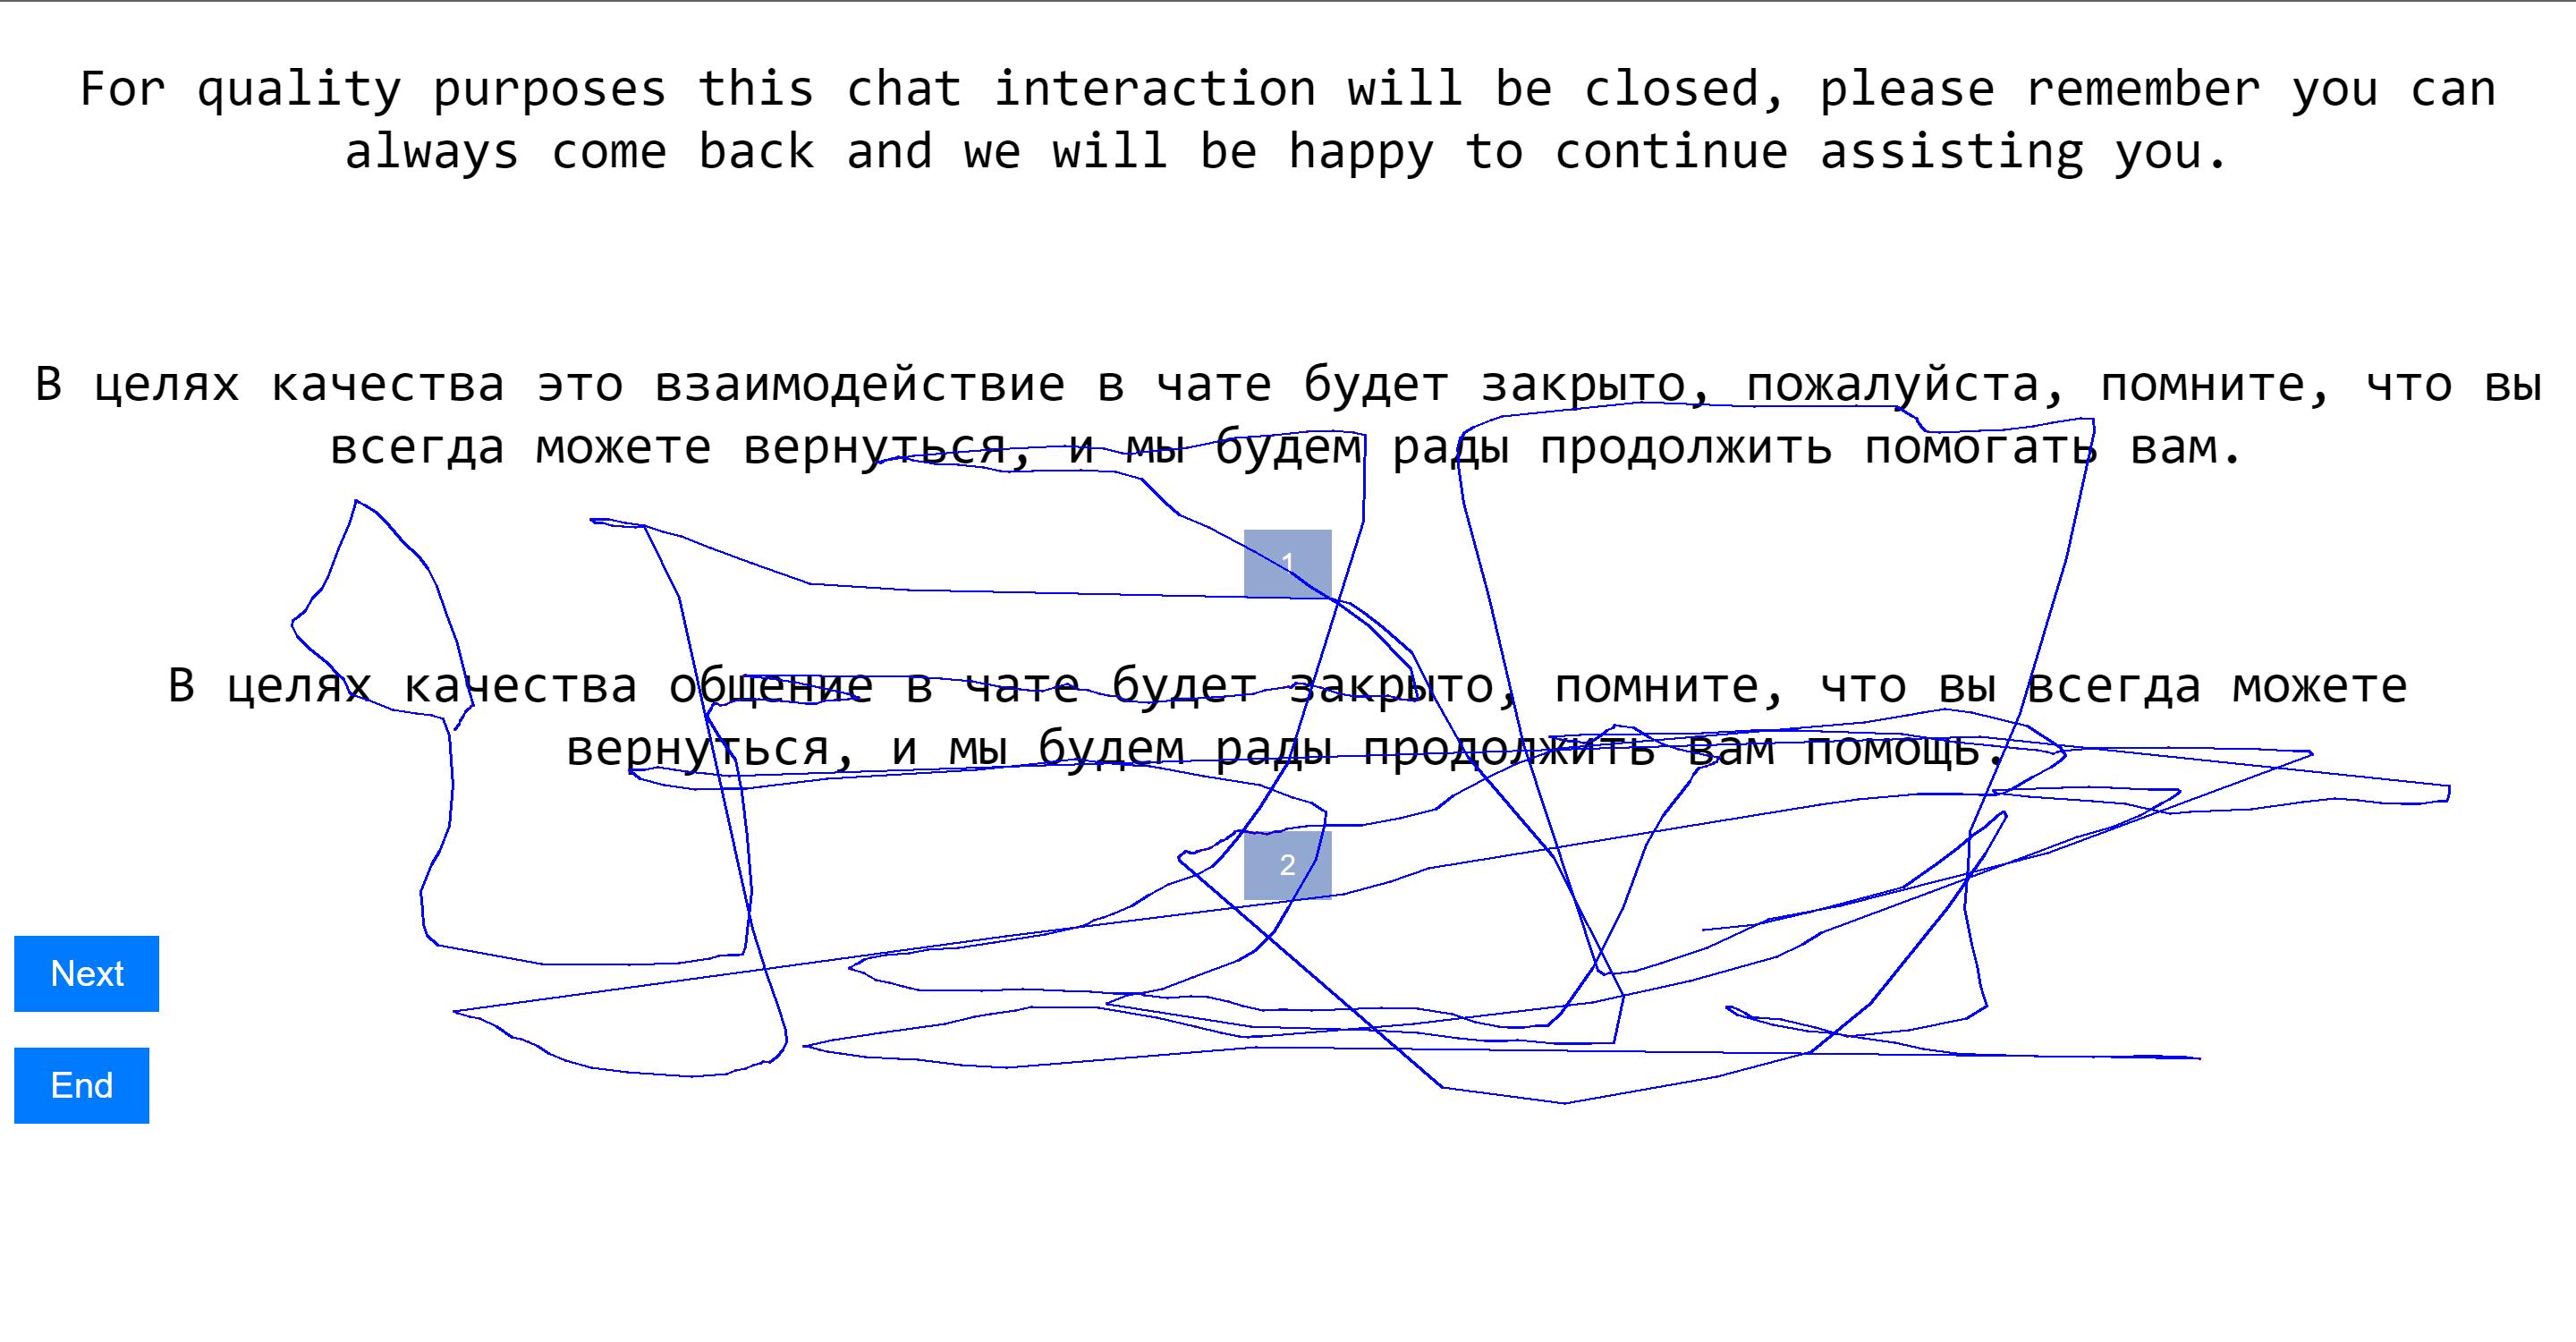 For quality purposes this chat interaction will be closed, please remember you can
always come back and we will be happy to continue assisting you.
В целях качества это взаимодействие в чате будет закрыто, пожалуйста, помните, что вы
всегда можете вернуться, и мы будем рады продолжить помогать вам.
1
В целях качества общение в чате будет закрыто, помните, что вы всегда можете
вернуться, и мы будем рады продолжить вам помощь.
2
Next
End